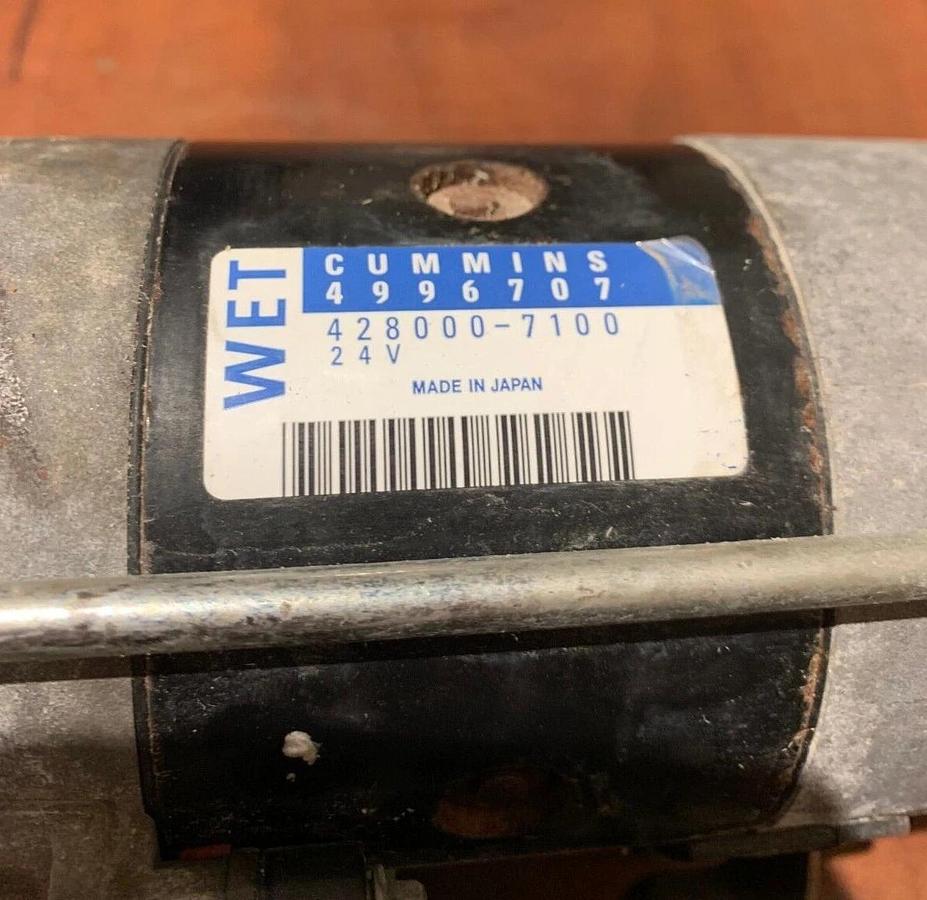 WET
CUMMINS
4996707
428000-7100
24V
MADE IN JAPAN